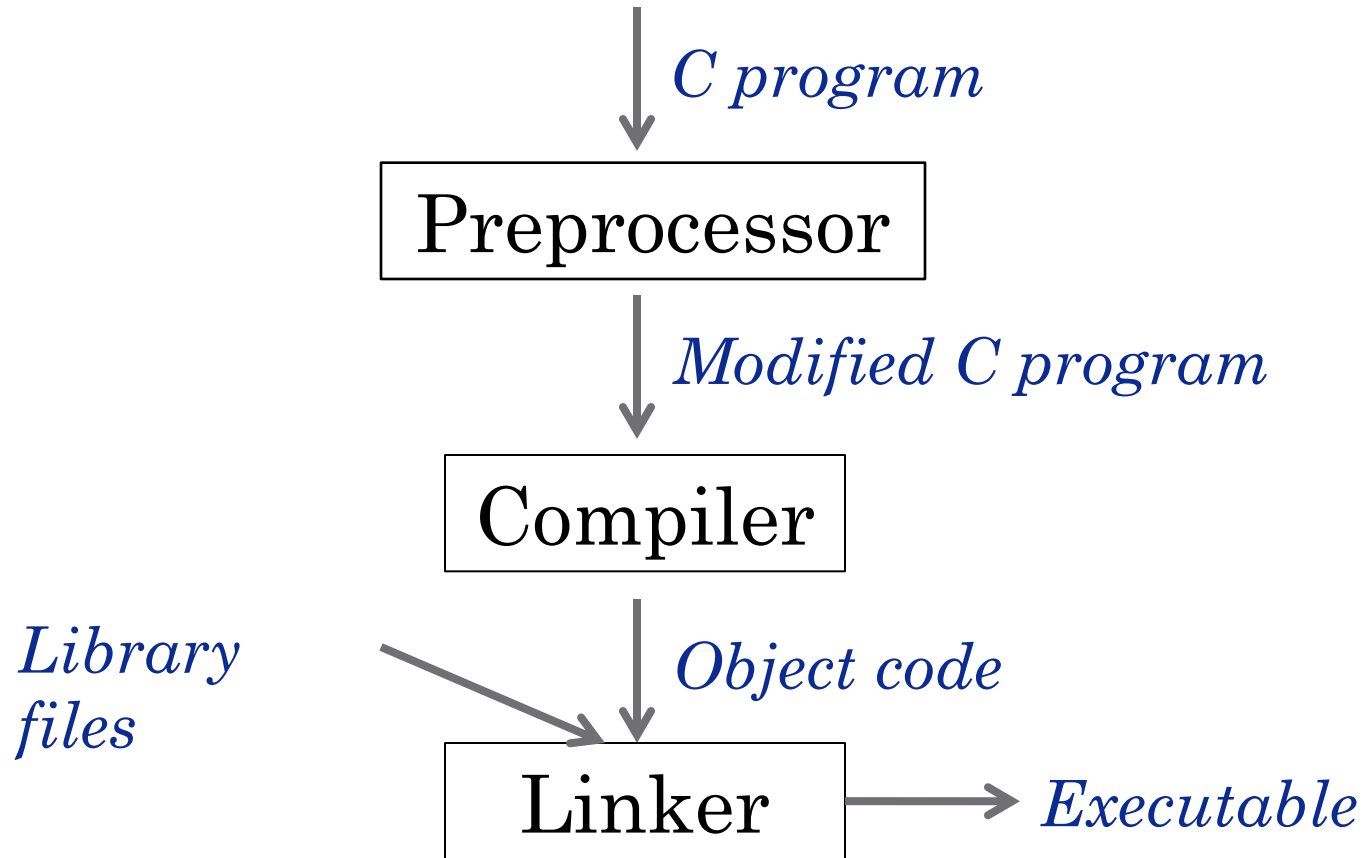 C program
Preprocessor
Modified C program
Compiler
Library
files
Object code
Linker
Executable